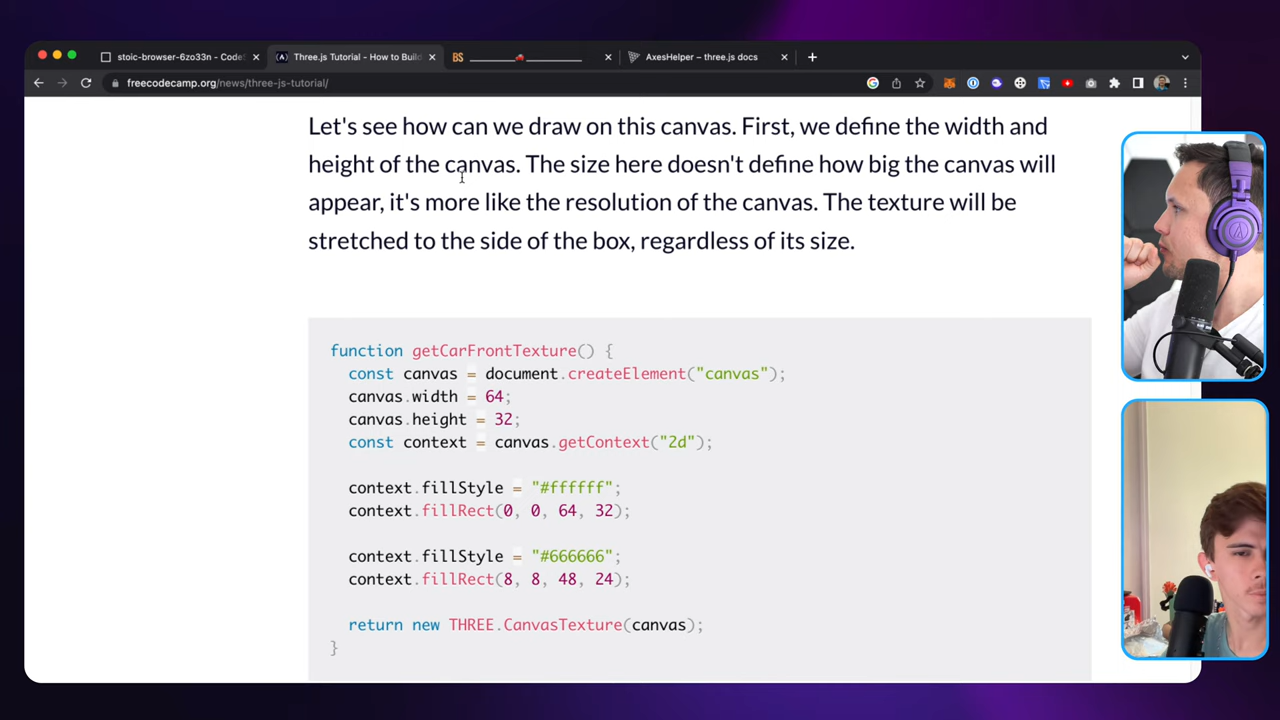 stoic-browser-6zo33n - CodeS
Three.js Tutorial - How to Build
BS
AxesHelper – three.js docs
freecodecamp.org/news/three-js-tutorial/
Let's see how can we draw on this canvas. First, we define the width and
height of the canvas. The size here doesn't define how big the canvas will
appear, it's more like the resolution of the canvas. The texture will be
stretched to the side of the box, regardless of its size.
function getCarFrontTexture() {
const canvas = document.createElement("canvas");
canvas.width = 64;
canvas.height = 32;
const context = canvas.getContext("2d");
context.fillStyle = "#ffffff";
context.fillRect(0, 0, 64, 32);
context.fillStyle = "#666666";
context.fillRect(8, 8, 48, 24);
return new THREE.CanvasTexture(canvas);
}